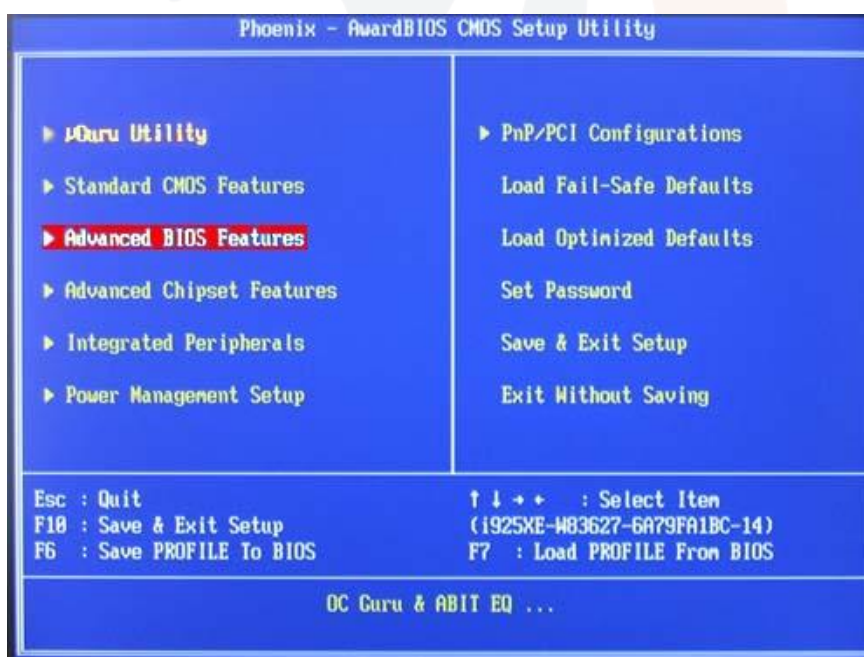 Phoenix - AwardBIOS CMOS Setup Utility
µGuru Utility
Standard CMOS Features
Advanced BIOS Features
Advanced Chipset Features
Integrated Peripherals
Power Management Setup
PnP/PCI Configurations
Load Fail-Safe Defaults
Load Optimized Defaults
Set Password
Save & Exit Setup
Exit Without Saving
Esc : Quit
F10 : Save & Exit Setup
F6 : Save PROFILE To BIOS
↑ ↓ → ← : Select Item
(i925XE-W83627-6A79FA1BC-14)
F7 : Load PROFILE From BIOS
OC Guru & ABIT EQ ...